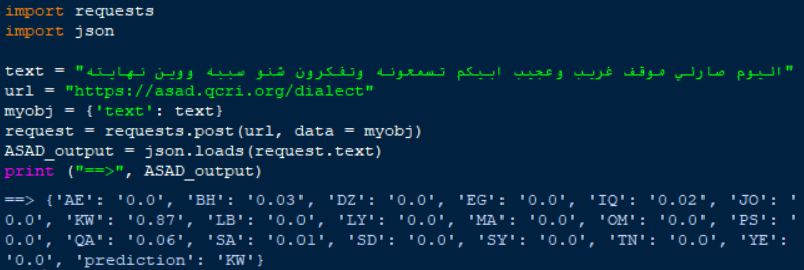 import requests
import json
text = "اليوم صارلي موقف غريب وعجيب ابيكم تسمعونه وتفكرون شنو سببه ووين نهايته"
url = "https://asad.qcri.org/dialect"
myobj = {'text': text}
request = requests.post(url, data = myobj)
ASAD_output = json.loads(request.text)
print ("==>", ASAD_output)
==> {'AE': '0.0', 'BH': '0.03', 'DZ': '0.0', 'EG': '0.0', 'IQ': '0.02', 'JO': '
0.0', 'KW': '0.87', 'LB': '0.0', 'LY': '0.0', 'MA': '0.0', 'OM': '0.0', 'PS': '
0.0', 'QA': '0.06', 'SA': '0.01', 'SD': '0.0', 'SY': '0.0', 'TN': '0.0', 'YE':
'0.0', 'prediction': 'KW'}